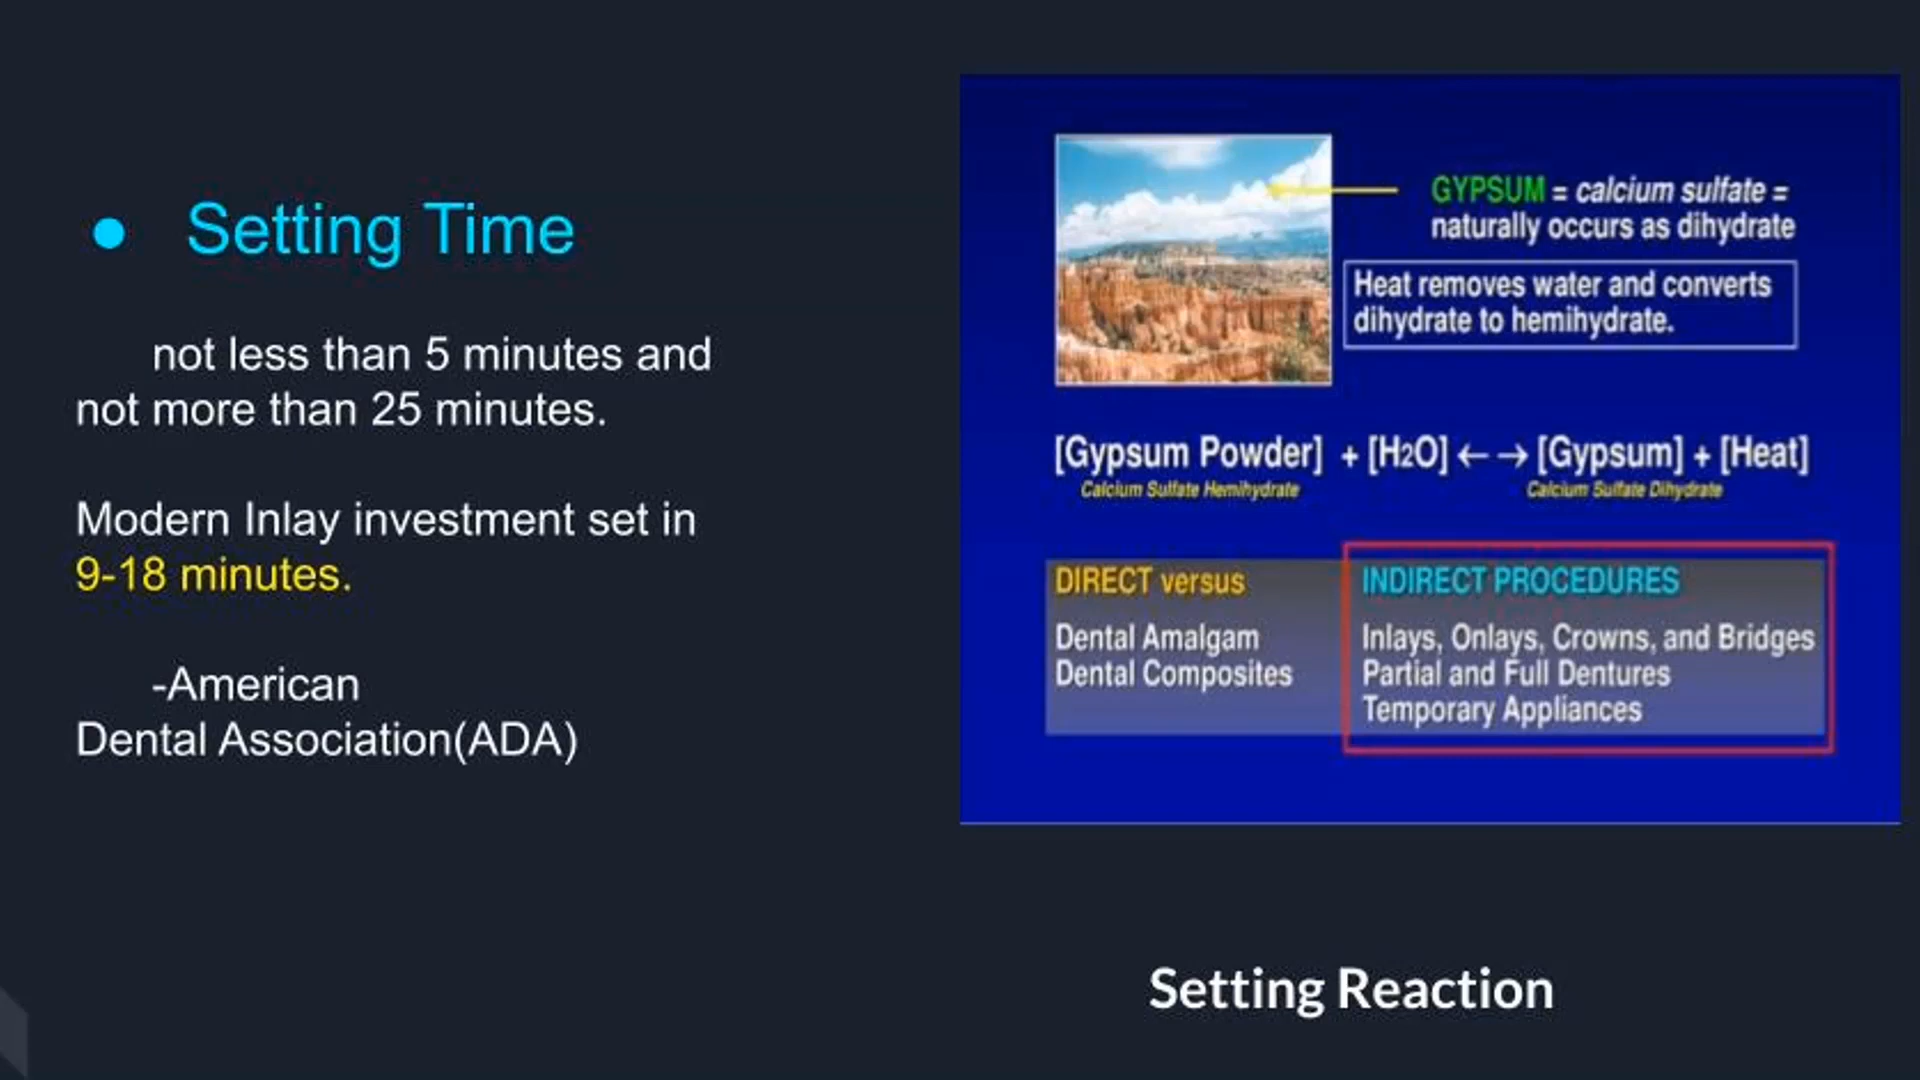 ● Setting Time
not less than 5 minutes and
not more than 25 minutes.
Modern Inlay investment set in
9-18 minutes.
-American
Dental Association(ADA)
GYPSUM = calcium sulfate =
naturally occurs as dihydrate
Heat removes water and converts
dihydrate to hemihydrate.
[Gypsum Powder] + [H2O] ←→ [Gypsum] + [Heat]
Calcium Sulfate Hemihydrate Calcium Sulfate Dihydrate
DIRECT versus
Dental Amalgam
Dental Composites
INDIRECT PROCEDURES
Inlays, Onlays, Crowns, and Bridges
Partial and Full Dentures
Temporary Appliances
Setting Reaction